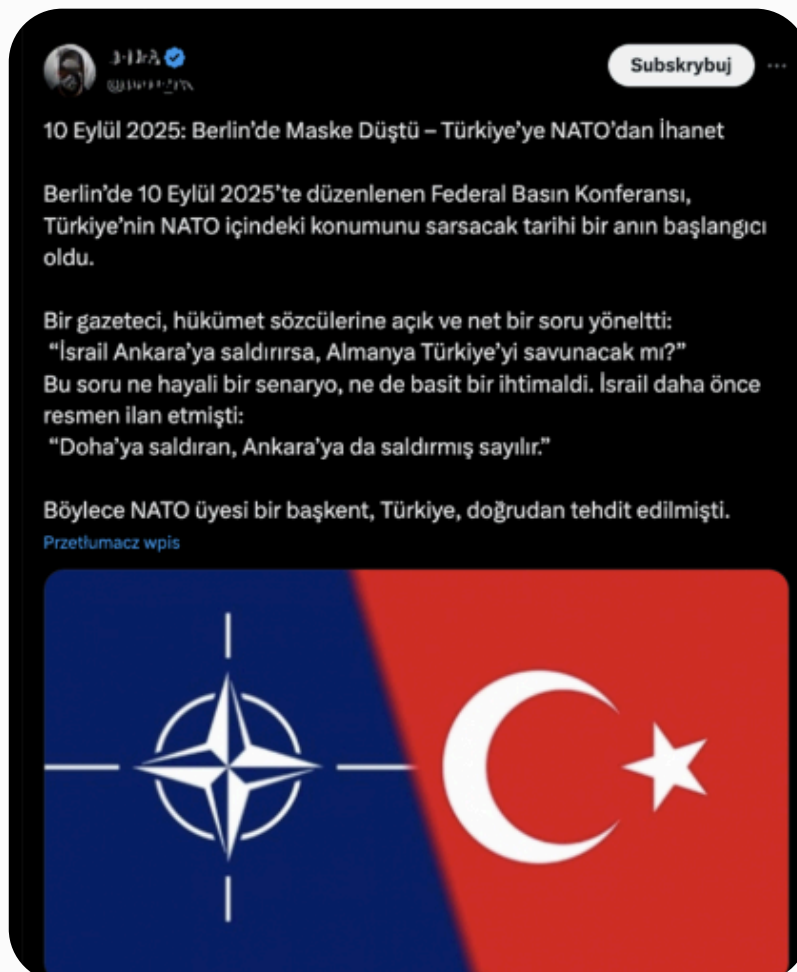 Subskrybuj
10 Eylül 2025: Berlin’de Maske Düştü – Türkiye’ye NATO’dan İhanet
Berlin’de 10 Eylül 2025’te düzenlenen Federal Basın Konferansı,
Türkiye’nin NATO içindeki konumunu sarsacak tarihi bir anın başlangıcı
oldu.
Bir gazeteci, hükümet sözcülerine açık ve net bir soru yöneltti:
“İsrail Ankara’ya saldırırsa, Almanya Türkiye’yi savunacak mı?”
Bu soru ne hayali bir senaryo, ne de basit bir ihtimaldi. İsrail daha önce
resmen ilan etmişti:
“Doha’ya saldıran, Ankara’ya da saldırmış sayılır.”
Böylece NATO üyesi bir başkent, Türkiye, doğrudan tehdit edilmişti.
Przetłumacz wpis